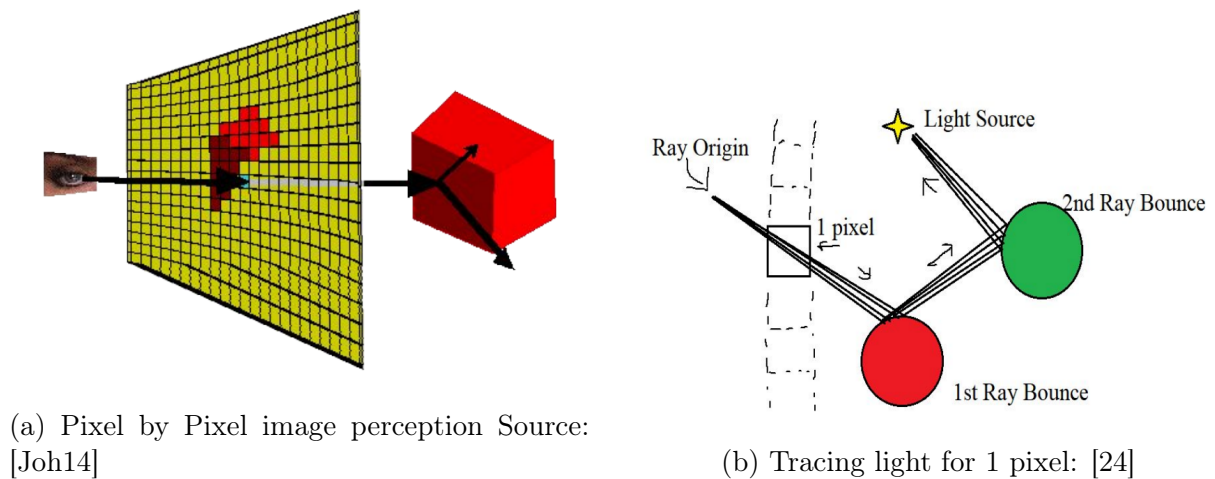 Light Source
Ray Origin
1 pixel
2nd Ray Bounce
1st Ray Bounce
(a) Pixel by Pixel image perception Source:
[Joh14]
(b) Tracing light for 1 pixel: [24]